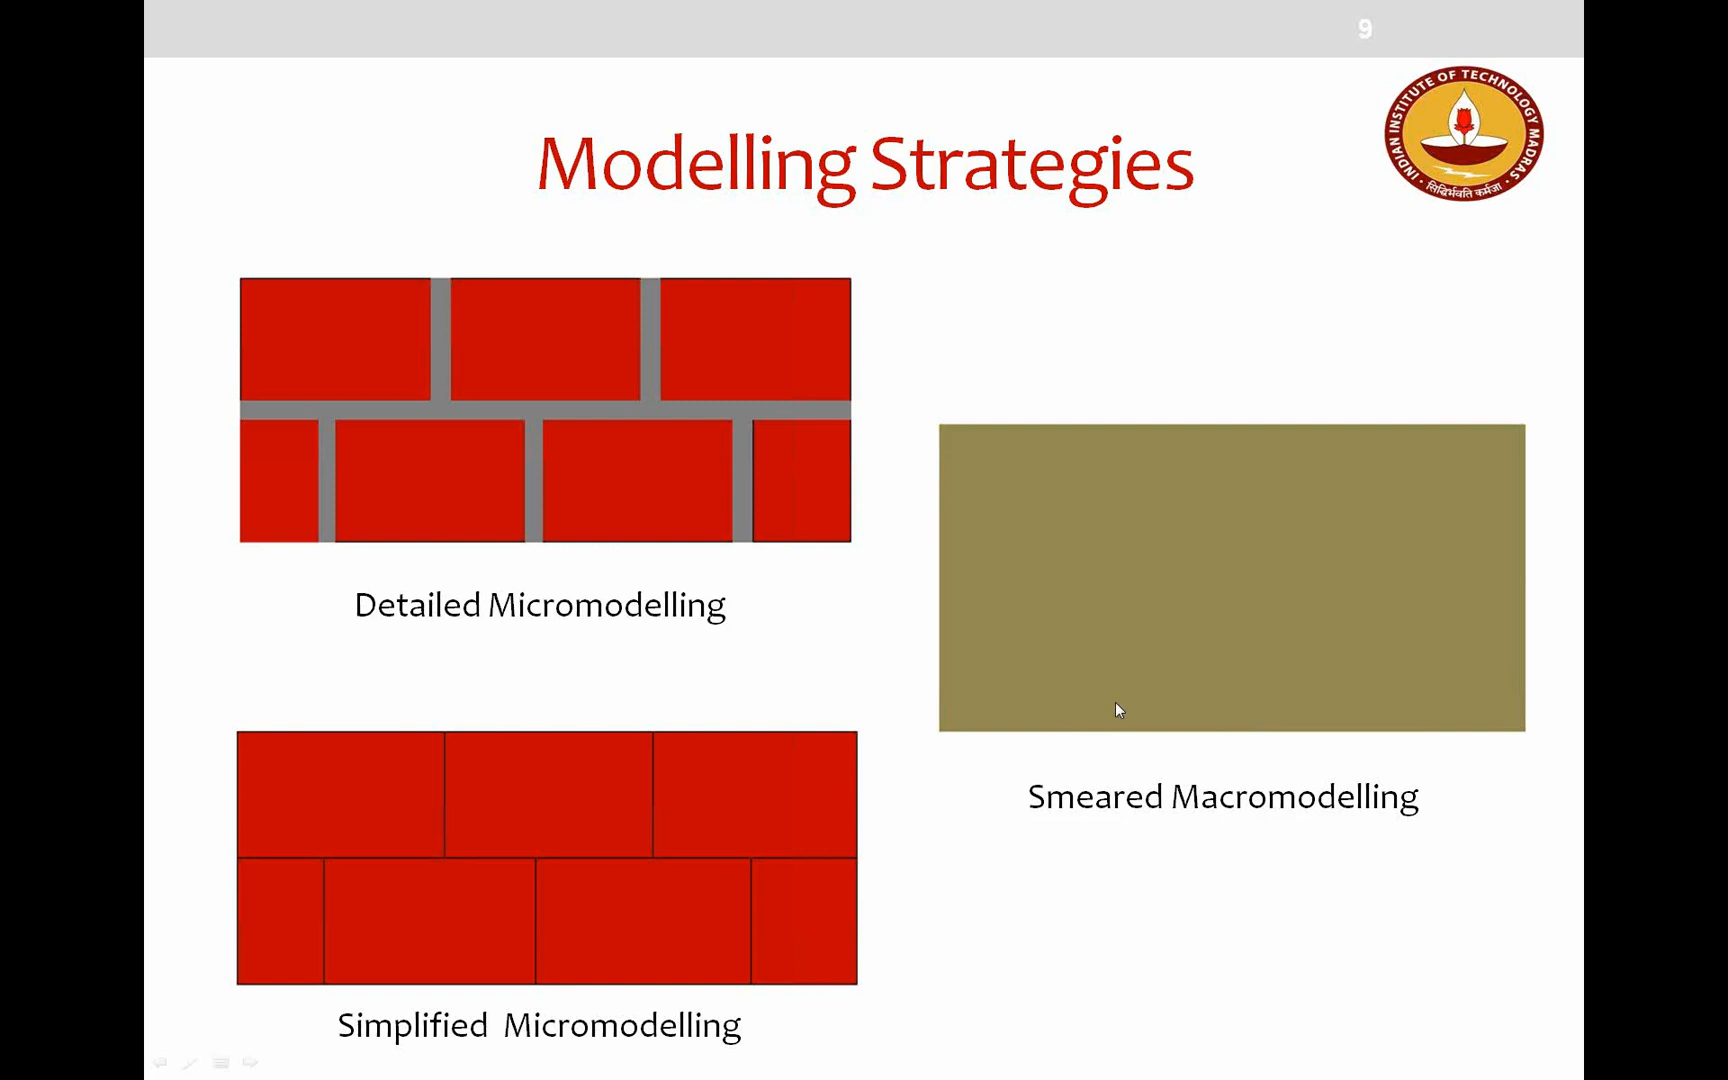 9
INDIAN INSTITUTE OF TECHNOLOGY MADRAS
सिद्धिर्भवति कर्मजा
Modelling Strategies
Detailed Micromodelling
Smeared Macromodelling
Simplified Micromodelling